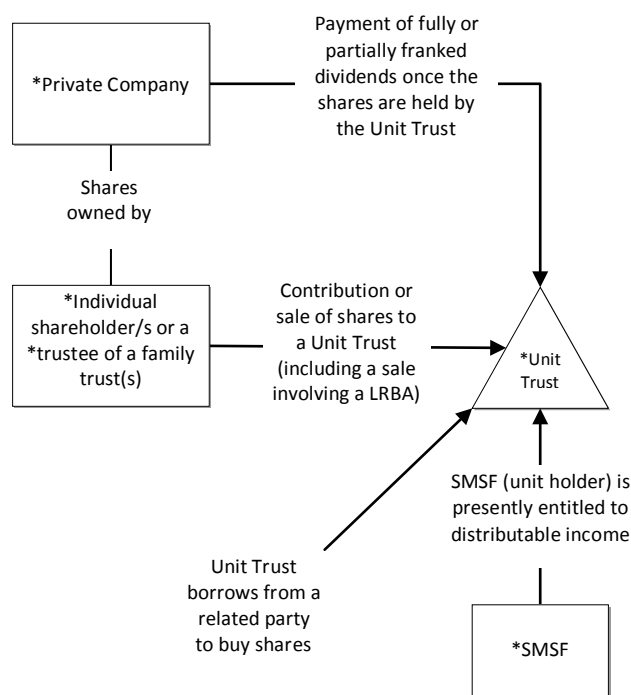 Payment of fully or
partially franked
dividends once the
shares are held by
the Unit Trust
*Private Company
Shares
owned by
*Individual
shareholder/s or a
*trustee of a family
trust(s)
Contribution or
sale of shares to
a Unit Trust
(including a sale
involving a LRBA)
*Unit
Trust
SMSF (unit holder) is
presently entitled to
distributable income
Unit Trust
borrows from a
related party
to buy shares
*SMSF